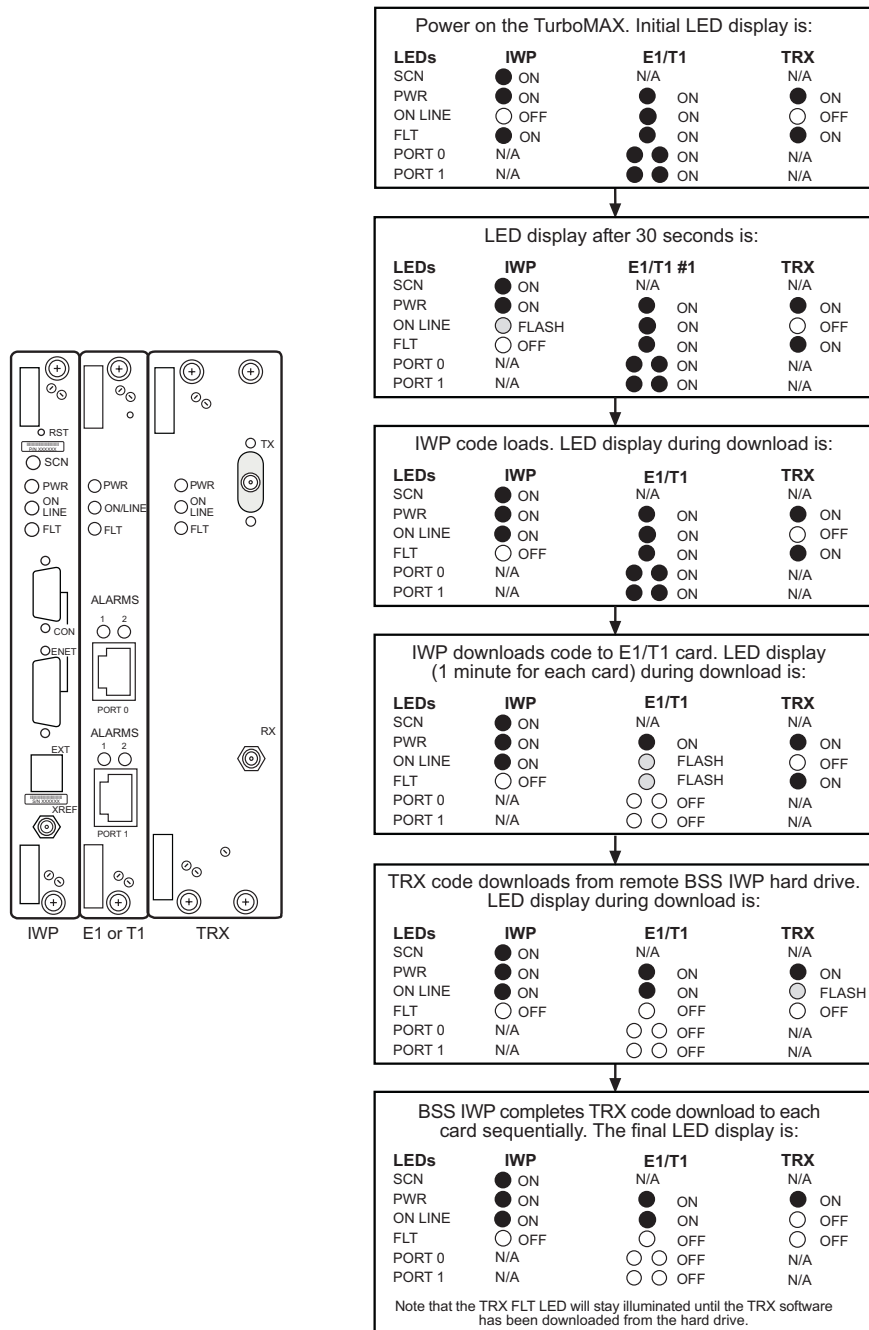 RST
P/N XXXXXX
SCN
PWR
ON
LINE
FLT
CON
ENET
EXT
S/N XXXXXX
XREF
IWP
PWR
ON/LINE
FLT
ALARMS
1 2
PORT 0
ALARMS
1 2
PORT 1
E1 or T1
PWR
ON
LINE
FLT
TX
RX
TRX
Power on the TurboMAX. Initial LED display is:
LEDs IWP E1/T1 TRX
SCN ON N/A N/A
PWR ON ON ON
ON LINE OFF ON OFF
FLT ON ON ON
PORT 0 N/A ON N/A
PORT 1 N/A ON N/A
LED display after 30 seconds is:
LEDs IWP E1/T1 #1 TRX
SCN ON N/A N/A
PWR ON ON ON
ON LINE FLASH ON OFF
FLT OFF ON ON
PORT 0 N/A ON N/A
PORT 1 N/A ON N/A
IWP code loads. LED display during download is:
LEDs IWP E1/T1 TRX
SCN ON N/A N/A
PWR ON ON ON
ON LINE ON ON OFF
FLT OFF ON ON
PORT 0 N/A ON N/A
PORT 1 N/A ON N/A
IWP downloads code to E1/T1 card. LED display
(1 minute for each card) during download is:
LEDs IWP E1/T1 TRX
SCN ON N/A N/A
PWR ON ON ON
ON LINE ON FLASH OFF
FLT OFF FLASH ON
PORT 0 N/A OFF N/A
PORT 1 N/A OFF N/A
TRX code downloads from remote BSS IWP hard drive.
LED display during download is:
LEDs IWP E1/T1 TRX
SCN ON N/A N/A
PWR ON ON ON
ON LINE ON ON FLASH
FLT OFF OFF OFF
PORT 0 N/A OFF N/A
PORT 1 N/A OFF N/A
BSS IWP completes TRX code download to each
card sequentially. The final LED display is:
LEDs IWP E1/T1 TRX
SCN ON N/A N/A
PWR ON ON ON
ON LINE ON ON OFF
FLT OFF OFF OFF
PORT 0 N/A OFF N/A
PORT 1 N/A OFF N/A
Note that the TRX FLT LED will stay illuminated until the TRX software
has been downloaded from the hard drive.